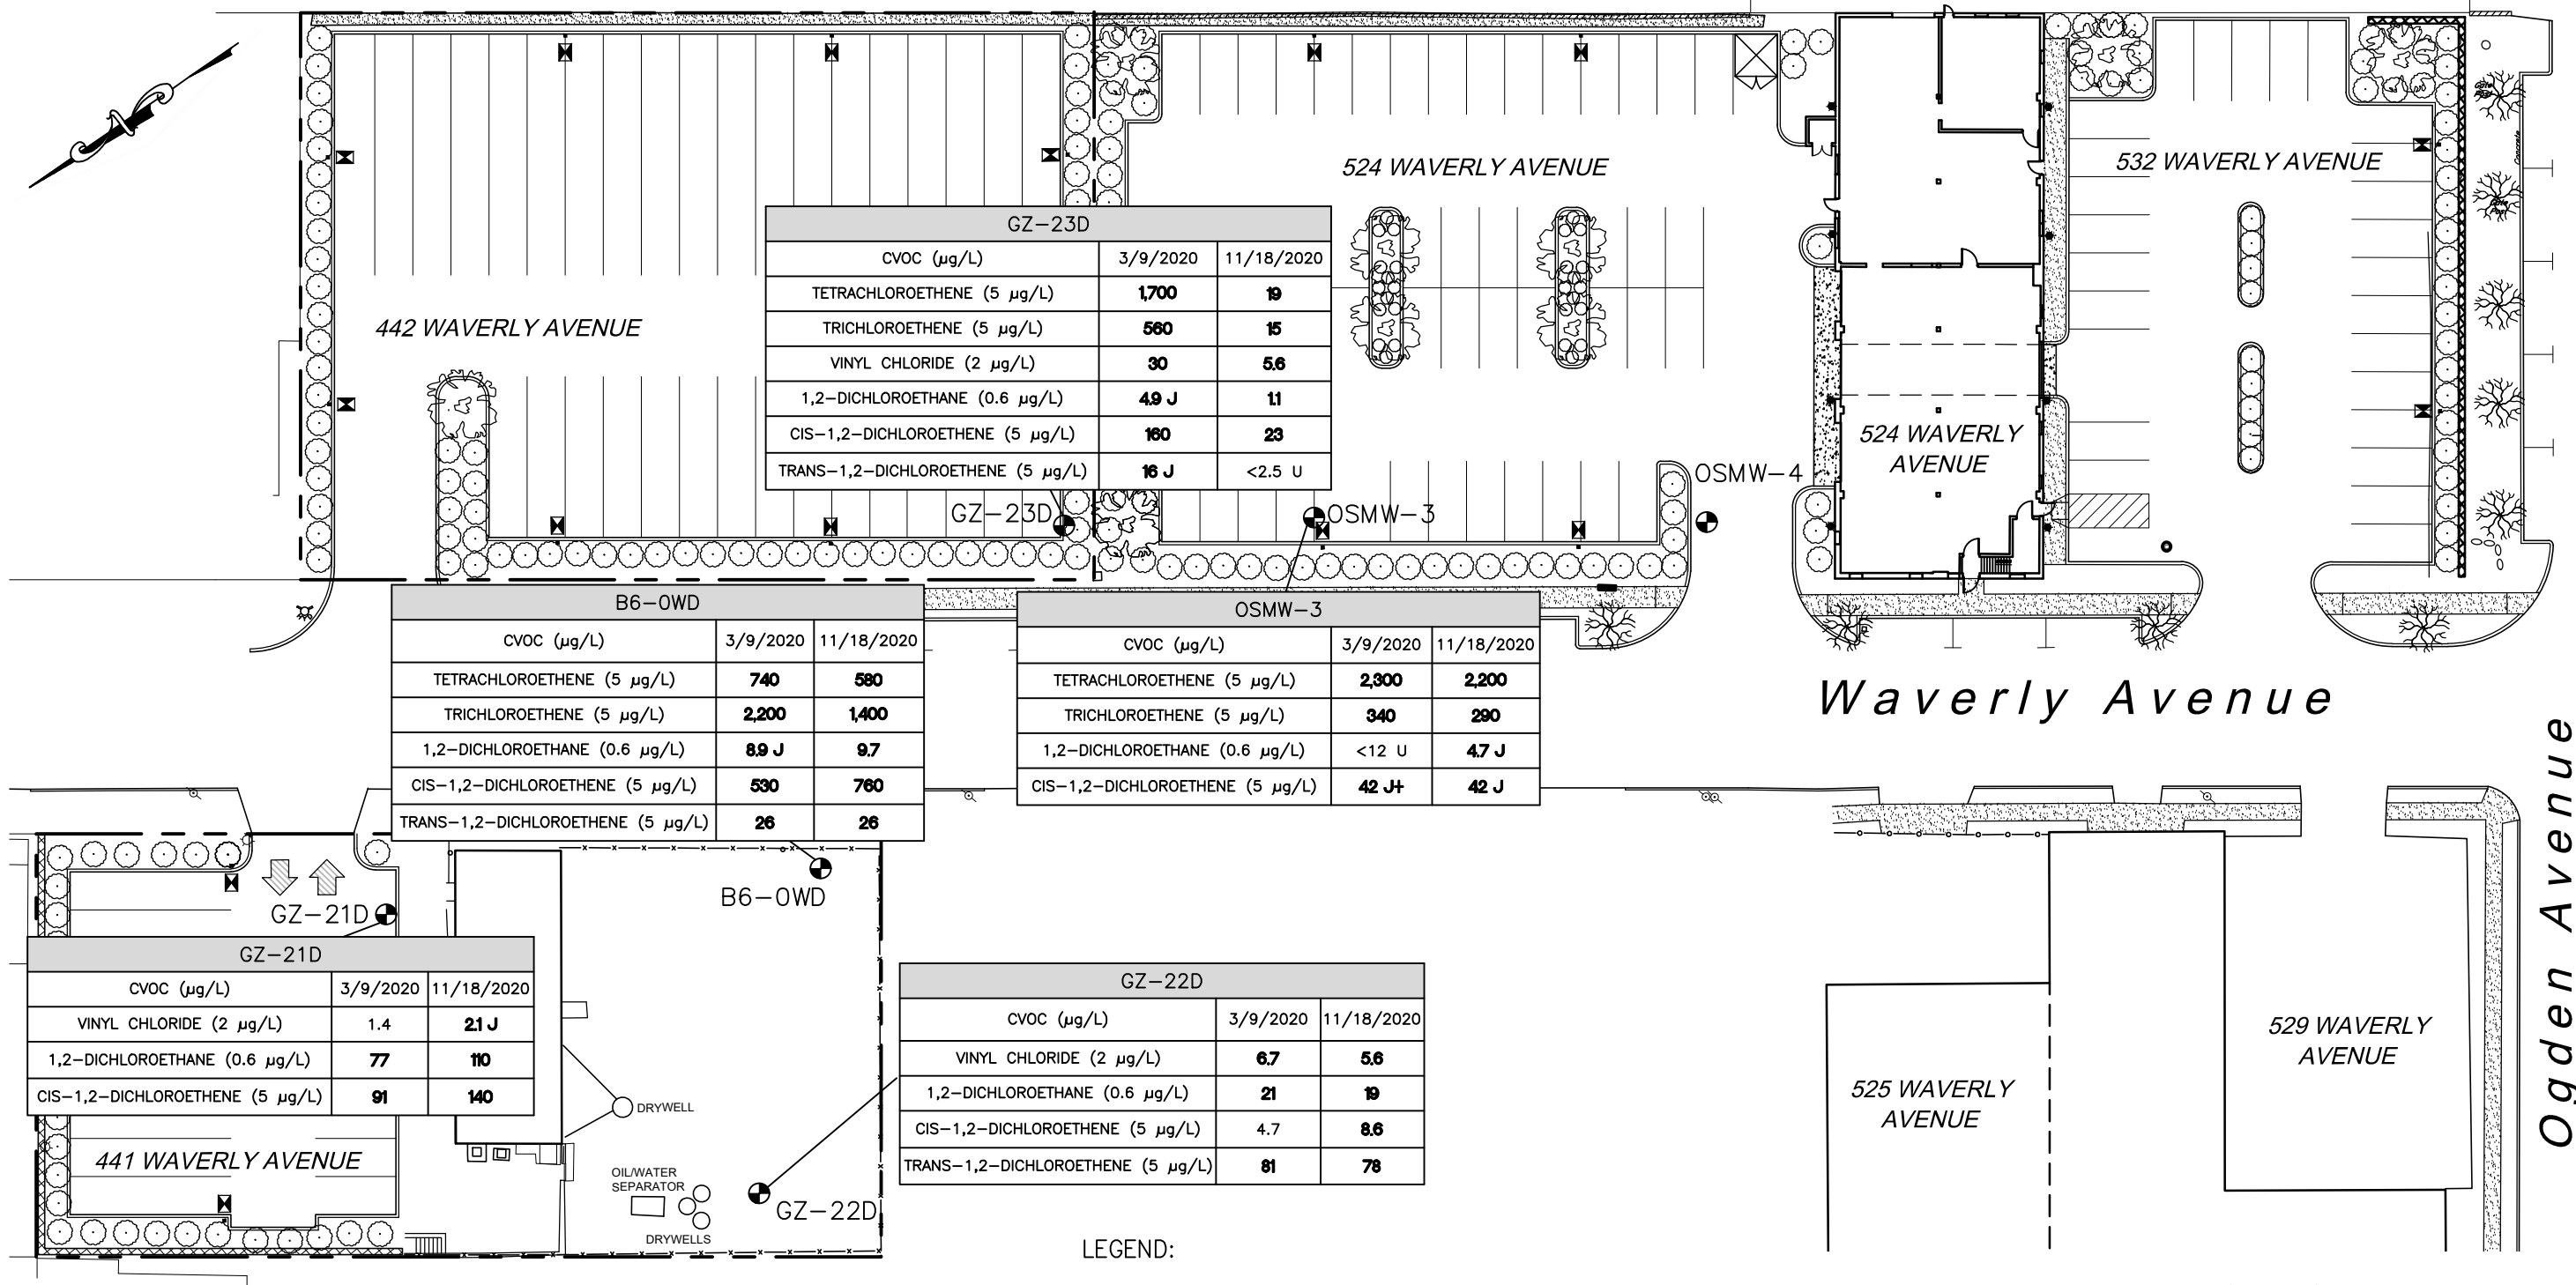 442 WAVERLY AVENUE
524 WAVERLY AVENUE
532 WAVERLY AVENUE
524 WAVERLY
AVENUE
Concrete
GZ-23D
CVOC (µg/L) 3/9/2020 11/18/2020
TETRACHLOROETHENE (5 µg/L) 1,700 19
TRICHLOROETHENE (5 µg/L) 560 15
VINYL CHLORIDE (2 µg/L) 30 5.6
1,2-DICHLOROETHANE (0.6 µg/L) 4.9 J 1.1
CIS-1,2-DICHLOROETHENE (5 µg/L) 160 23
TRANS-1,2-DICHLOROETHENE (5 µg/L) 16 J <2.5 U
GZ-23D
OSMW-3
OSMW-4
B6-OWD
CVOC (µg/L) 3/9/2020 11/18/2020
TETRACHLOROETHENE (5 µg/L) 740 580
TRICHLOROETHENE (5 µg/L) 2,200 1,400
1,2-DICHLOROETHANE (0.6 µg/L) 8.9 J 9.7
CIS-1,2-DICHLOROETHENE (5 µg/L) 530 760
TRANS-1,2-DICHLOROETHENE (5 µg/L) 26 26
B6-OWD
OSMW-3
CVOC (µg/L) 3/9/2020 11/18/2020
TETRACHLOROETHENE (5 µg/L) 2,300 2,200
TRICHLOROETHENE (5 µg/L) 340 290
1,2-DICHLOROETHANE (0.6 µg/L) <12 U 4.7 J
CIS-1,2-DICHLOROETHENE (5 µg/L) 42 J+ 42 J
Waverly Avenue
Ogden Avenue
GZ-21D
GZ-21D
CVOC (µg/L) 3/9/2020 11/18/2020
VINYL CHLORIDE (2 µg/L) 1.4 2.1 J
1,2-DICHLOROETHANE (0.6 µg/L) 77 110
CIS-1,2-DICHLOROETHENE (5 µg/L) 91 140
441 WAVERLY AVENUE
DRYWELL
OIL/WATER
SEPARATOR
DRYWELLS
GZ-22D
GZ-22D
CVOC (µg/L) 3/9/2020 11/18/2020
VINYL CHLORIDE (2 µg/L) 6.7 5.6
1,2-DICHLOROETHANE (0.6 µg/L) 21 19
CIS-1,2-DICHLOROETHENE (5 µg/L) 4.7 8.6
TRANS-1,2-DICHLOROETHENE (5 µg/L) 81 78
525 WAVERLY
AVENUE
529 WAVERLY
AVENUE
LEGEND: